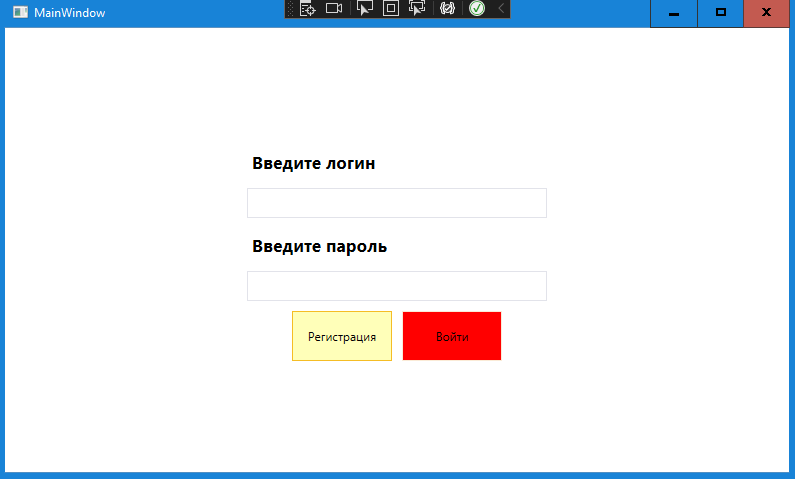 MainWindow
Введите логин
Введите пароль
Регистрация
Войти